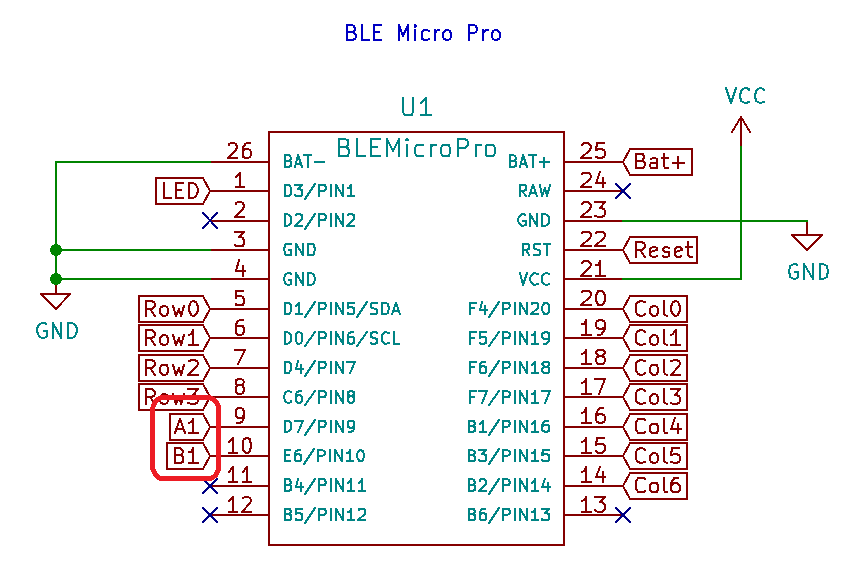 BLE Micro Pro
U1
VCC
BLEMicroPro
26 BAT- BAT+ 25 Bat+
LED 1 D3/PIN1 RAW 24
2 D2/PIN2 GND 23
3 GND RST 22 Reset
4 GND VCC 21
GND
Row0 5 D1/PIN5/SDA F4/PIN20 20 Col0
GND
Row1 6 D0/PIN6/SCL F5/PIN19 19 Col1
Row2 7 D4/PIN7 F6/PIN18 18 Col2
Row3 8 C6/PIN8 F7/PIN17 17 Col3
A1 9 D7/PIN9 B1/PIN16 16 Col4
B1 10 E6/PIN10 B3/PIN15 15 Col5
11 B4/PIN11 B2/PIN14 14 Col6
12 B5/PIN12 B6/PIN13 13